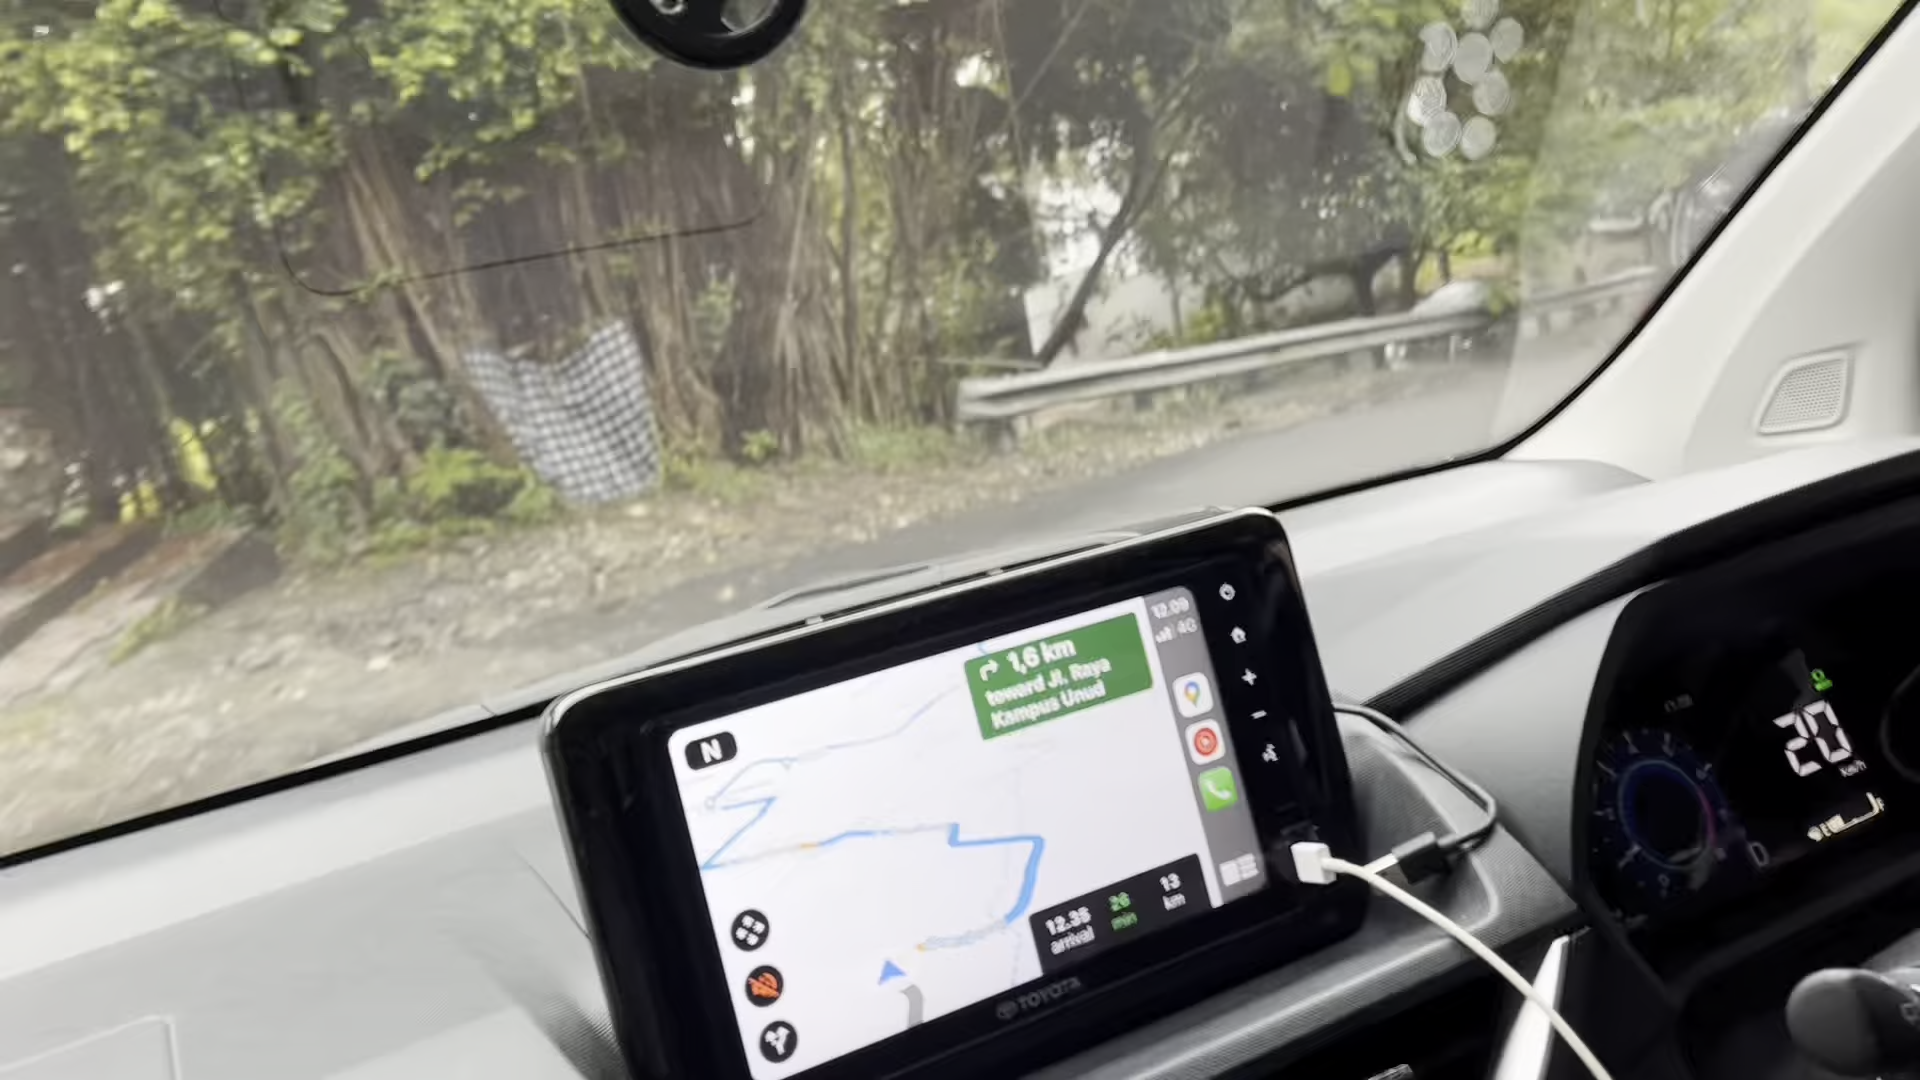 12.09
4G
1,6 km
toward Jl. Raya
Kampus Unud
N
12.35
arrival
26
min
13
km
TOYOTA
20
km/h
D
E
F